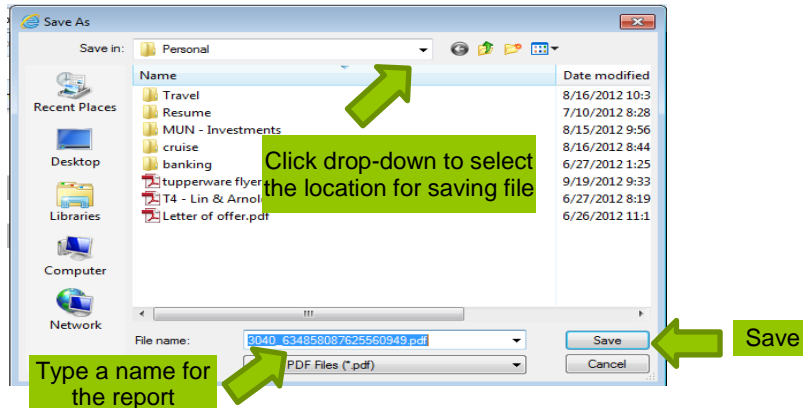 Save As
Save in:
Personal
Name
Date modified
Recent Places
Desktop
Libraries
Computer
Network
Travel
8/16/2012 10:3
Resume
7/10/2012 8:28
MUN - Investments
8/15/2012 9:56
cruise
8/16/2012 8:44
banking
6/27/2012 1:25
tupperware flyer
9/19/2012 9:33
T4 - Lin & Arnol
6/27/2012 8:19
Letter of offer.pdf
6/26/2012 11:1
Click drop-down to select
the location for saving file
File name:
3040_634858087625560949.pdf
Save
PDF Files (*.pdf)
Cancel
Save
Type a name for
the report